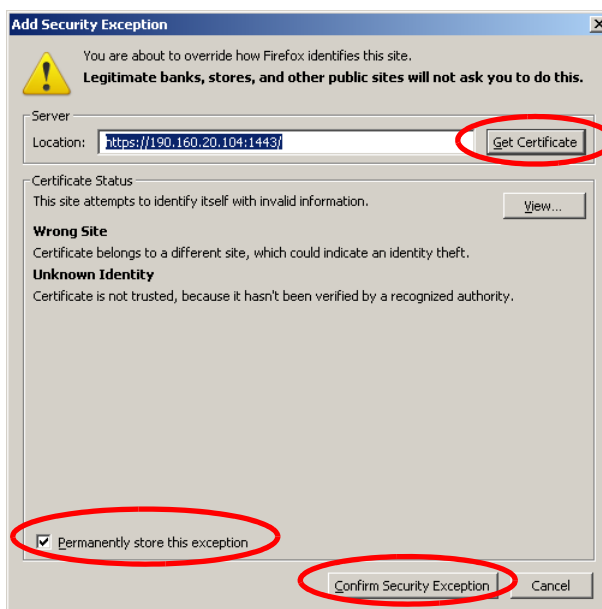 Add Security Exception
You are about to override how Firefox identifies this site.
Legitimate banks, stores, and other public sites will not ask you to do this.
Server
Location: https://190.160.20.104:1443/ Get Certificate
Certificate Status
This site attempts to identify itself with invalid information.
View...
Wrong Site
Certificate belongs to a different site, which could indicate an identity theft.
Unknown Identity
Certificate is not trusted, because it hasn't been verified by a recognized authority.
Permanently store this exception
Confirm Security Exception Cancel